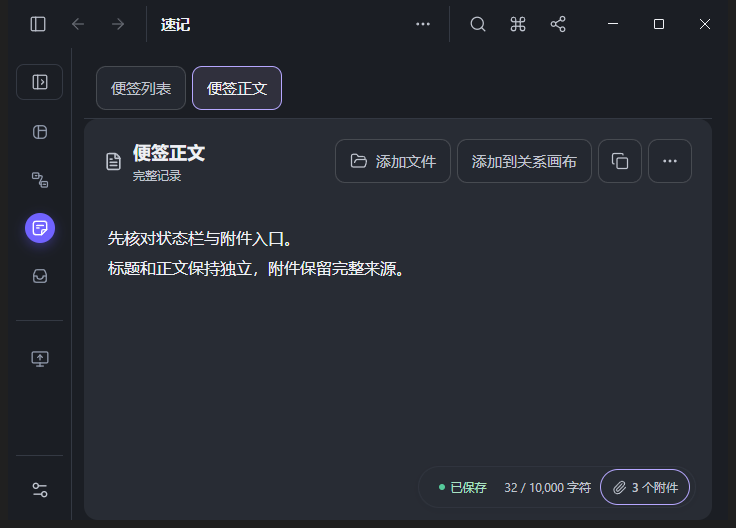 速记
便签列表
便签正文
便签正文
完整记录
添加文件
添加到关系画布
先核对状态栏与附件入口。
标题和正文保持独立，附件保留完整来源。
已保存
32 / 10,000 字符
3 个附件